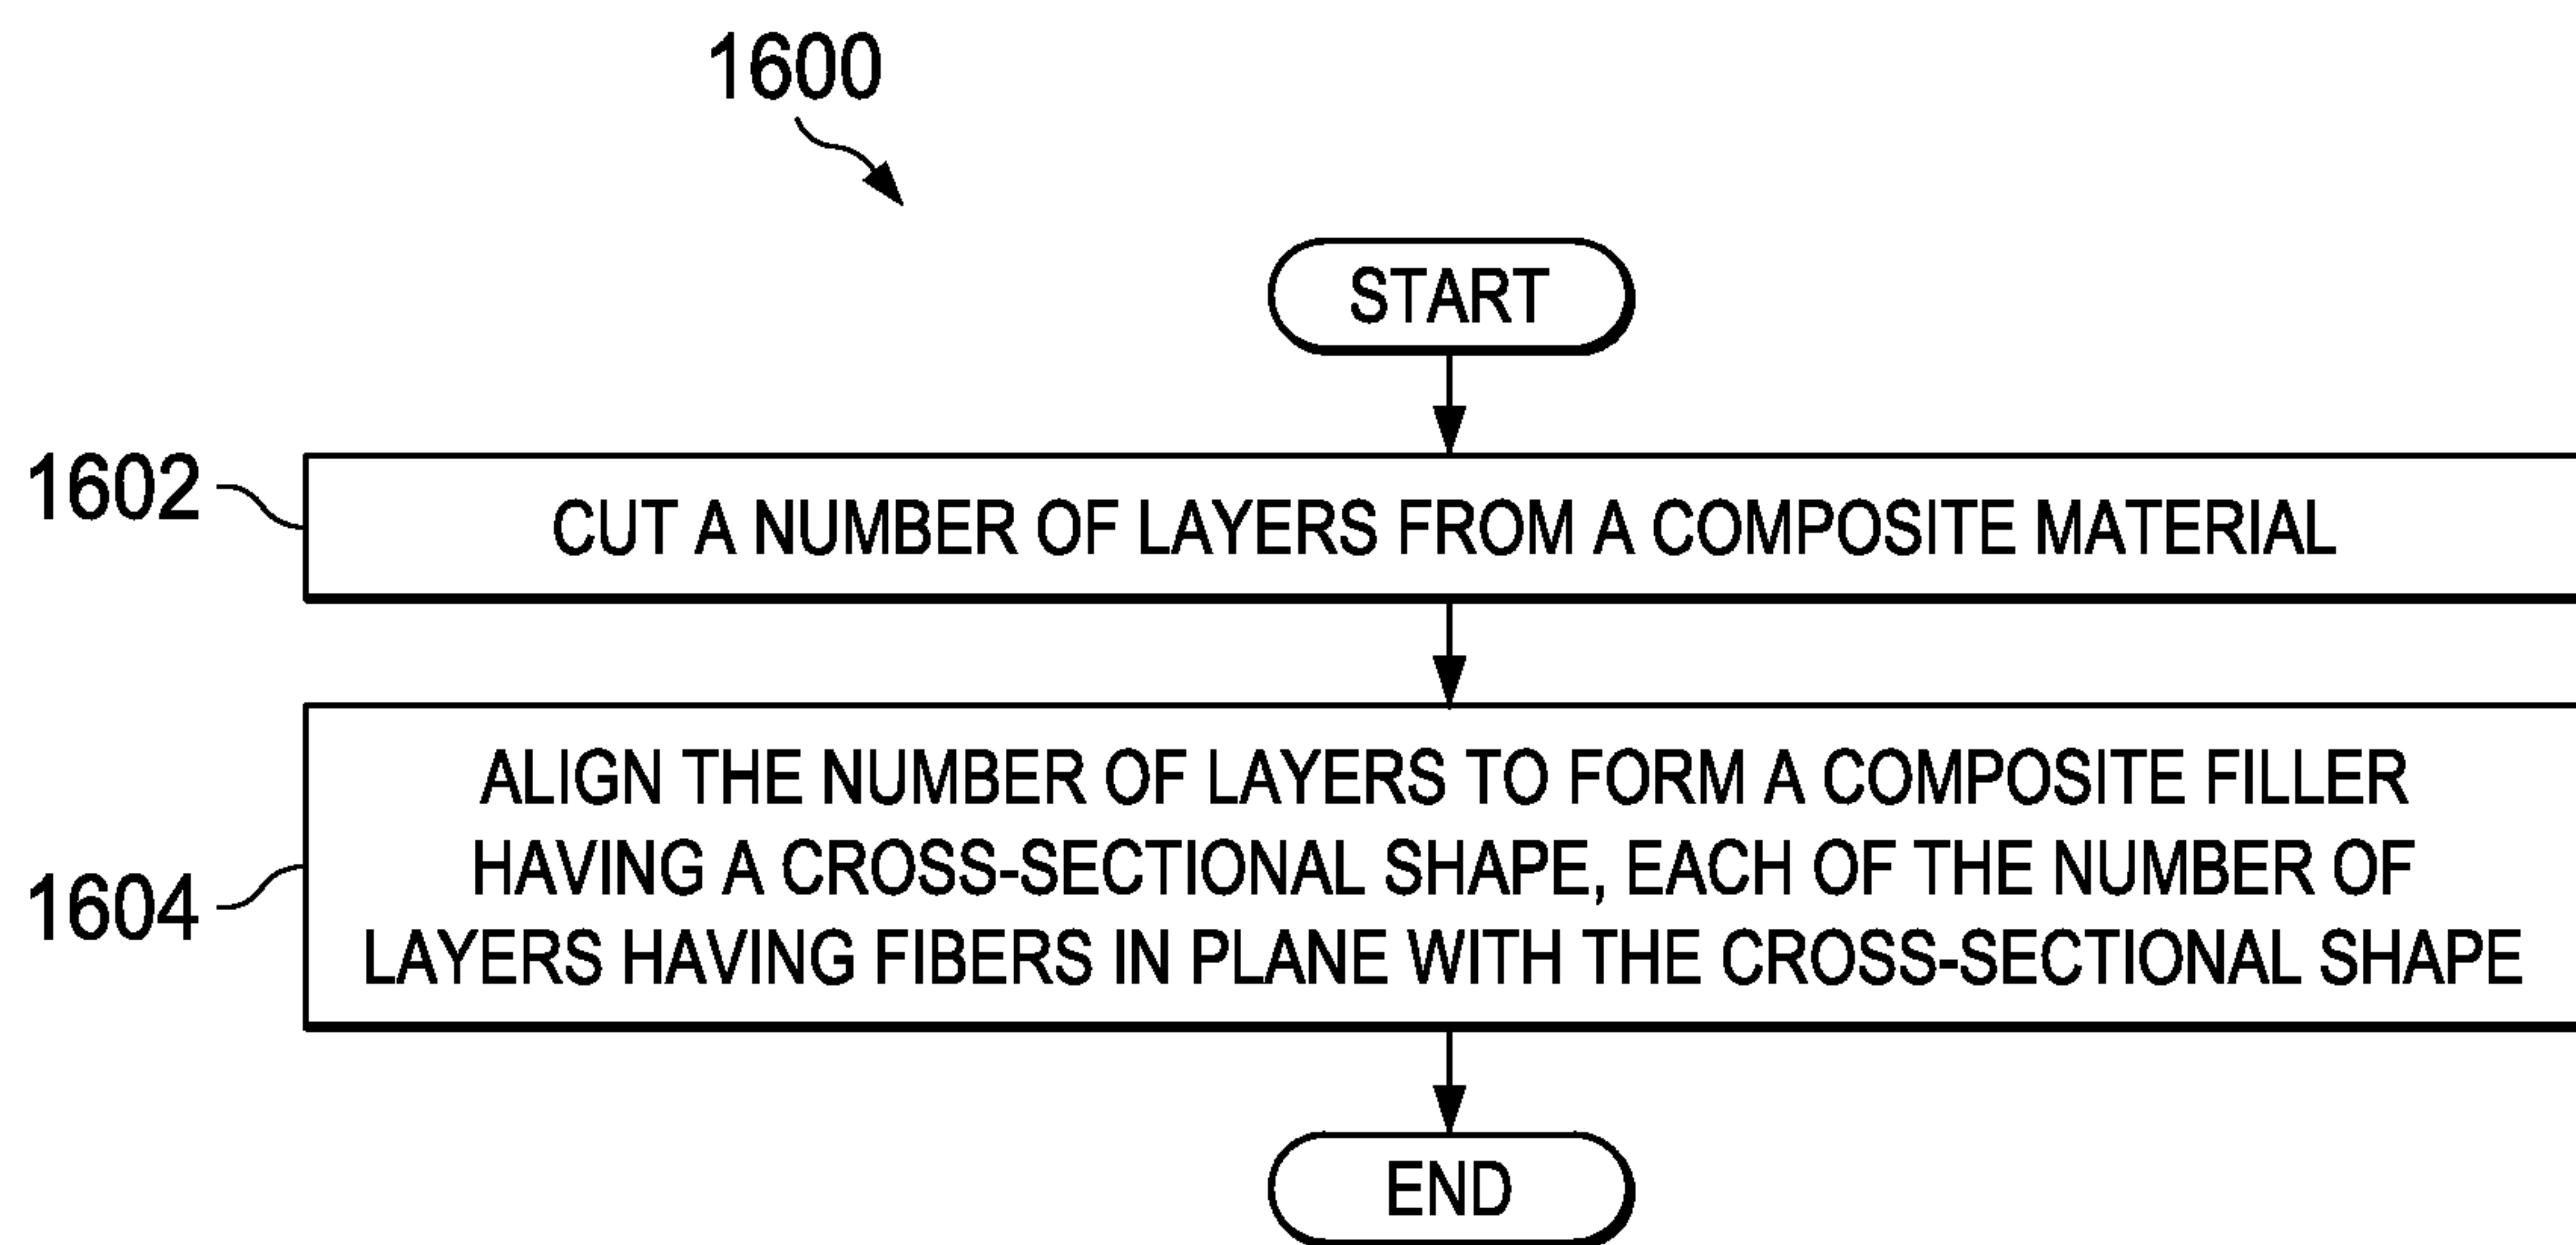 1600
START
1602
CUT A NUMBER OF LAYERS FROM A COMPOSITE MATERIAL
ALIGN THE NUMBER OF LAYERS TO FORM A COMPOSITE FILLER
HAVING A CROSS-SECTIONAL SHAPE, EACH OF THE NUMBER OF
1604
LAYERS HAVING FIBERS IN PLANE WITH THE CROSS-SECTIONAL SHAPE
END